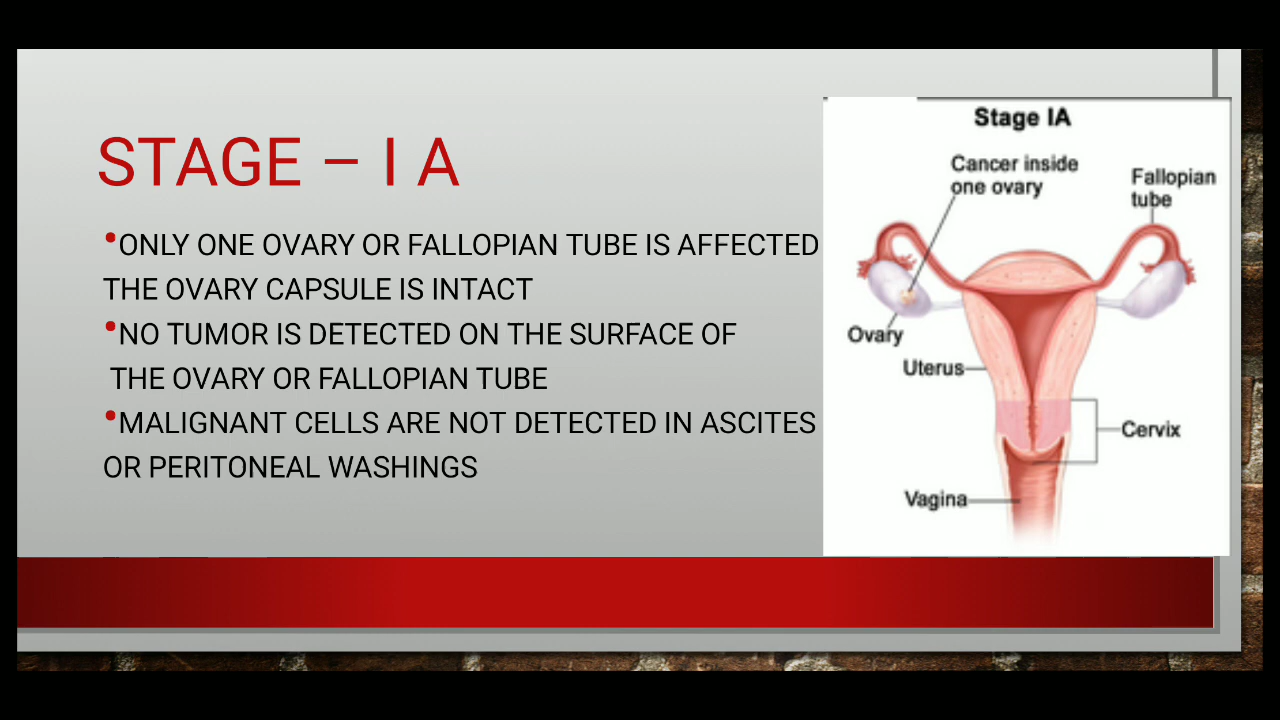 STAGE – I A
•ONLY ONE OVARY OR FALLOPIAN TUBE IS AFFECTED
THE OVARY CAPSULE IS INTACT
•NO TUMOR IS DETECTED ON THE SURFACE OF
THE OVARY OR FALLOPIAN TUBE
•MALIGNANT CELLS ARE NOT DETECTED IN ASCITES
OR PERITONEAL WASHINGS
Stage IA
Cancer inside
one ovary
Fallopian
tube
Ovary
Uterus
Cervix
Vagina